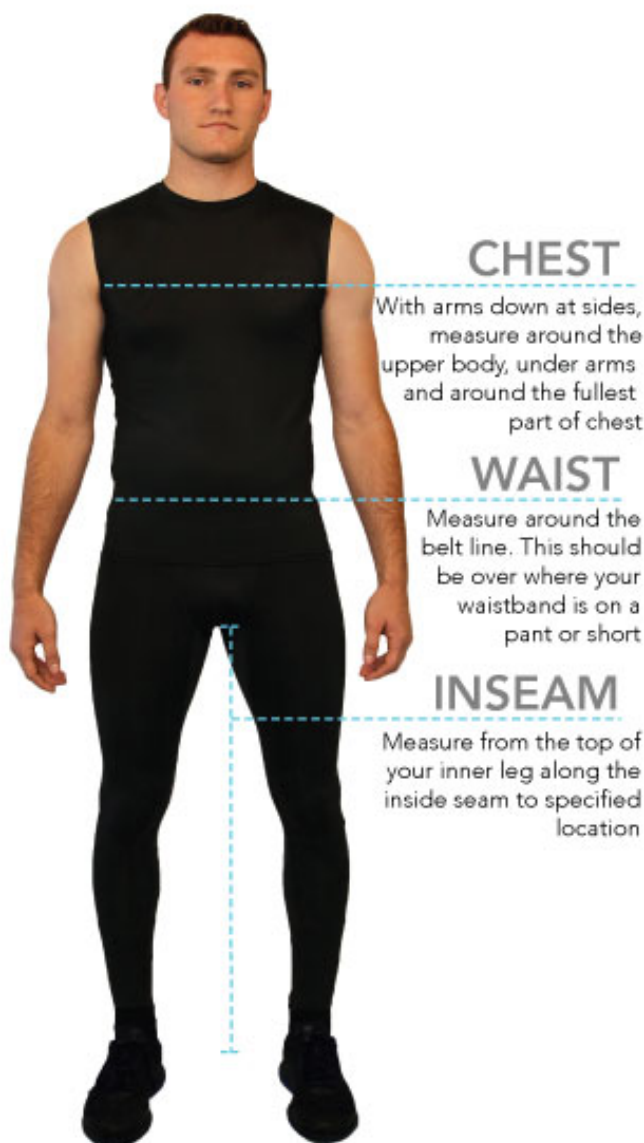 CHEST
With arms down at sides,
measure around the
upper body, under arms
and around the fullest
part of chest
WAIST
Measure around the
belt line. This should
be over where your
waistband is on a
pant or short
INSEAM
Measure from the top of
your inner leg along the
inside seam to specified
location